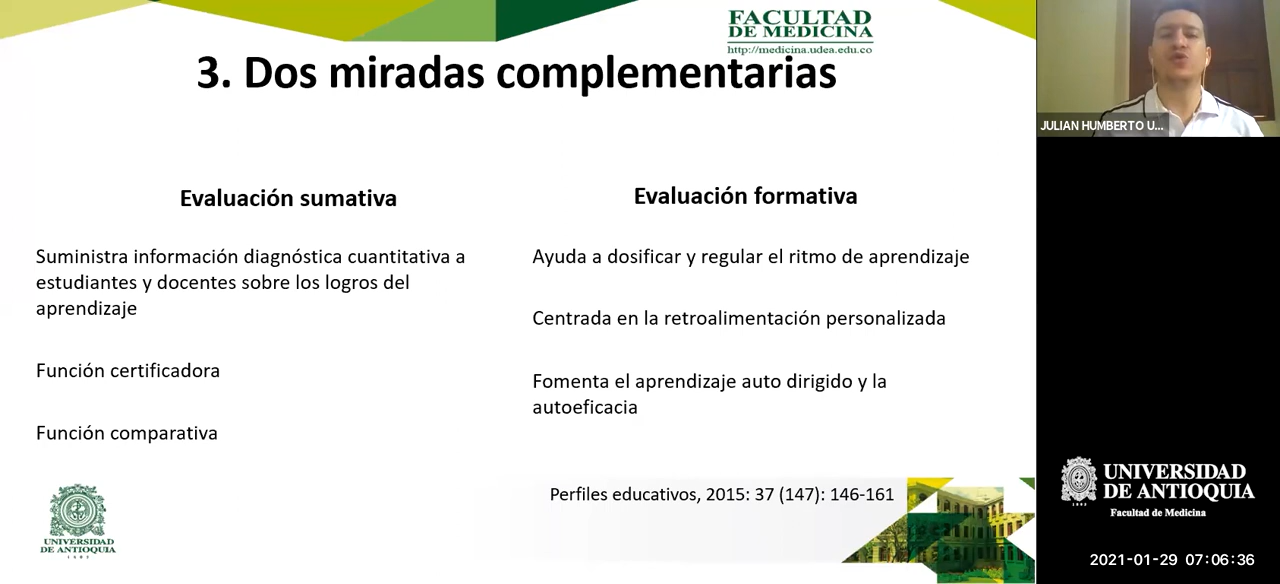 FACULTAD
DE MEDICINA
http://medicina.udea.edu.co
3. Dos miradas complementarias
JULIAN HUMBERTO U...
Evaluación sumativa
Suministra información diagnóstica cuantitativa a
estudiantes y docentes sobre los logros del
aprendizaje
Función certificadora
Función comparativa
Evaluación formativa
Ayuda a dosificar y regular el ritmo de aprendizaje
Centrada en la retroalimentación personalizada
Fomenta el aprendizaje auto dirigido y la
autoeficacia
Perfiles educativos, 2015: 37 (147): 146-161
UNIVERSIDAD
DE ANTIOQUIA
1803
UNIVERSIDAD
DE ANTIOQUIA
1803
Facultad de Medicina
2021-01-29 07:06:36